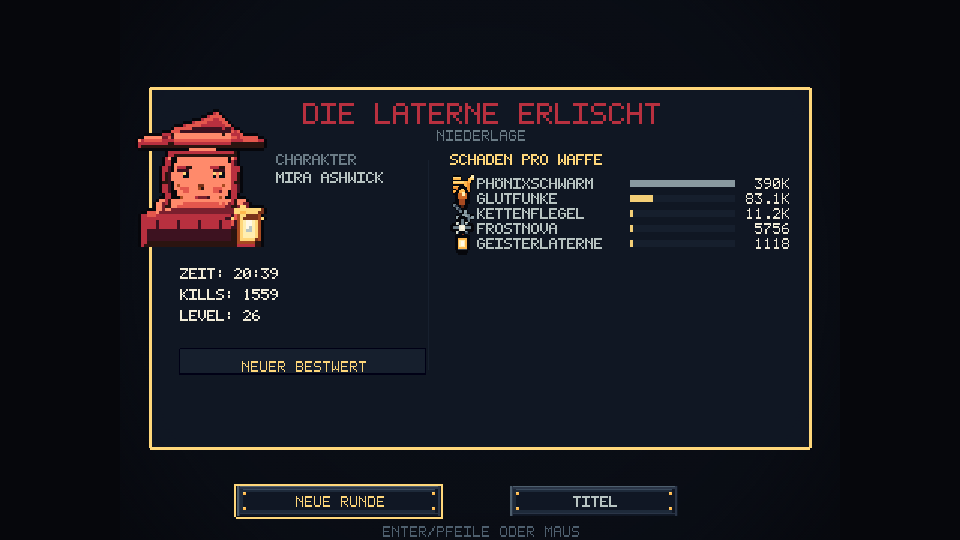 DIE LATERNE ERLISCHT
NIEDERLAGE
CHARAKTER
MIRA ASHWICK
ZEIT: 20:39
KILLS: 1559
LEVEL: 26
NEUER BESTWERT
SCHADEN PRO WAFFE
PHÖNIXSCHWARM 390K
GLUTFUNKE 83.1K
KETTENFLEGEL 11.2K
FROSTNOVA 5756
GEISTERLATERNE 1118
NEUE RUNDE
TITEL
ENTER/PFEILE ODER MAUS